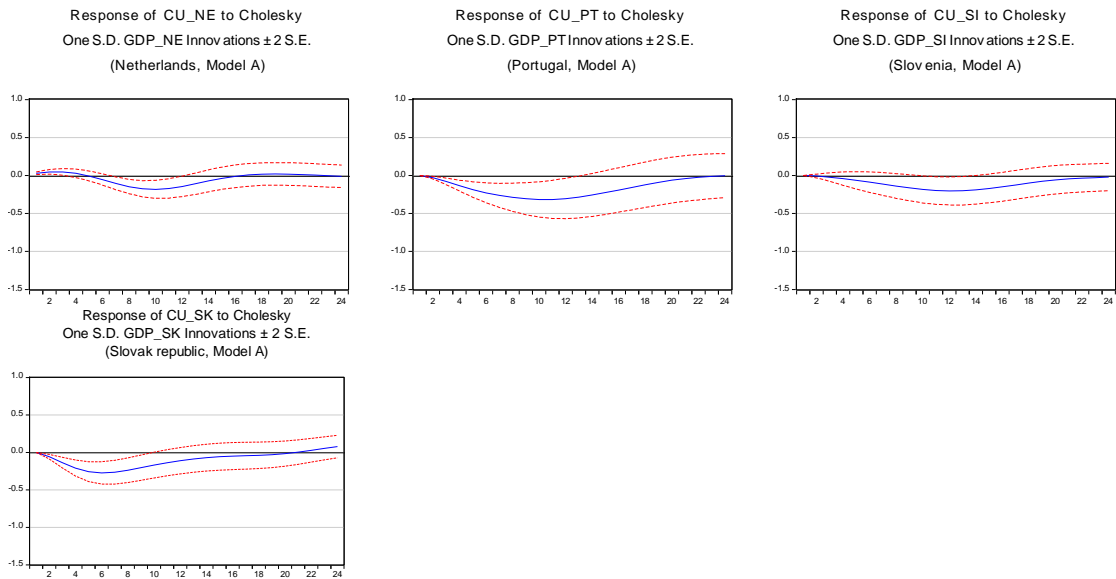 Response of CU_NE to Cholesky
One S.D. GDP_NE Innovations ± 2 S.E.
(Netherlands, Model A)
1.0
0.5
0.0
-0.5
-1.0
-1.5
2 4 6 8 10 12 14 16 18 20 22 24
Response of CU_PT to Cholesky
One S.D. GDP_PT Innovations ± 2 S.E.
(Portugal, Model A)
1.0
0.5
0.0
-0.5
-1.0
-1.5
2 4 6 8 10 12 14 16 18 20 22 24
Response of CU_SI to Cholesky
One S.D. GDP_SI Innovations ± 2 S.E.
(Slovenia, Model A)
1.0
0.5
0.0
-0.5
-1.0
-1.5
2 4 6 8 10 12 14 16 18 20 22 24
Response of CU_SK to Cholesky
One S.D. GDP_SK Innovations ± 2 S.E.
(Slovak republic, Model A)
1.0
0.5
0.0
-0.5
-1.0
-1.5
2 4 6 8 10 12 14 16 18 20 22 24